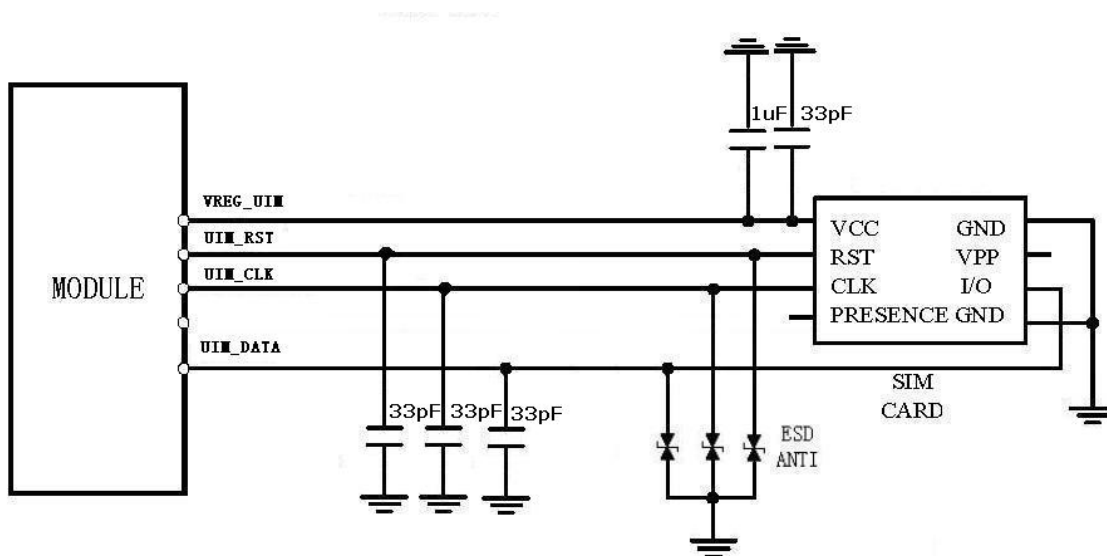 1uF 33pF
VREG_UIM
UIM_RST
UIM_CLK
UIM_DATA
MODULE
VCC GND
RST VPP
CLK I/O
PRESENCE GND
SIM
CARD
33pF 33pF 33pF
ESD
ANTI